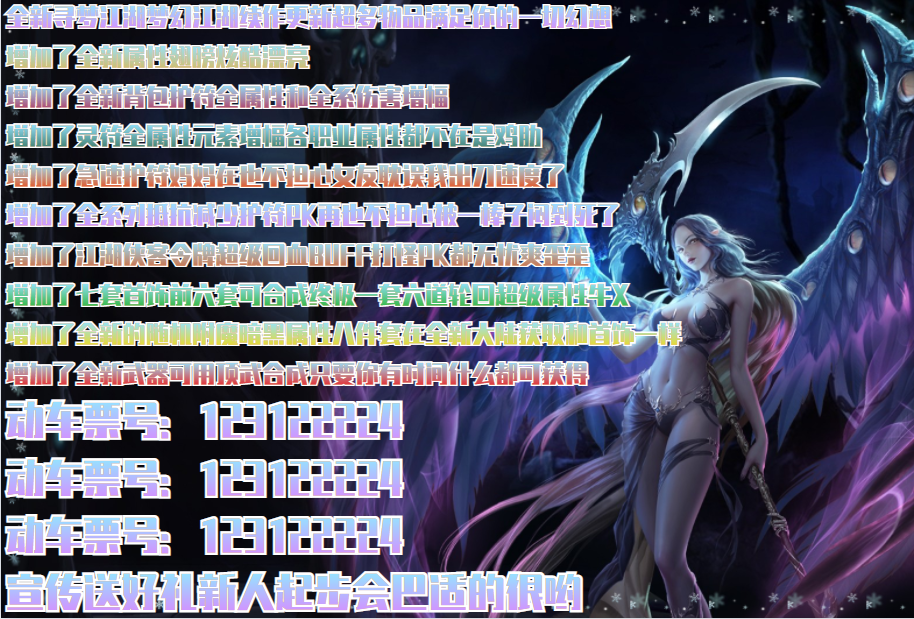 全新寻梦江湖梦幻江湖续作更新超多物品满足你的一切幻想
增加了全新属性翅膀炫酷漂亮
增加了全新背包护符全属性和全系伤害增幅
增加了灵符全属性元素增幅各职业属性都不在是鸡肋
增加了急速护符妈妈在也不担心女友耽误我出刀速度了
增加了全系列抵抗减少护符PK再也不担心被一棒子闷到死了
增加了江湖侠客令牌超级回血BUFF打怪PK都无忧爽歪歪
增加了七套首饰前六套可合成终极一套六道轮回超级属性牛X
增加了全新的随机附魔暗黑属性八件套在全新大陆获取和首饰一样
增加了全新武器可用顶武合成只要你有时间什么都可获得
动车票号：123122224
动车票号：123122224
动车票号：123122224
宣传送好礼新人起步会巴适的很哟